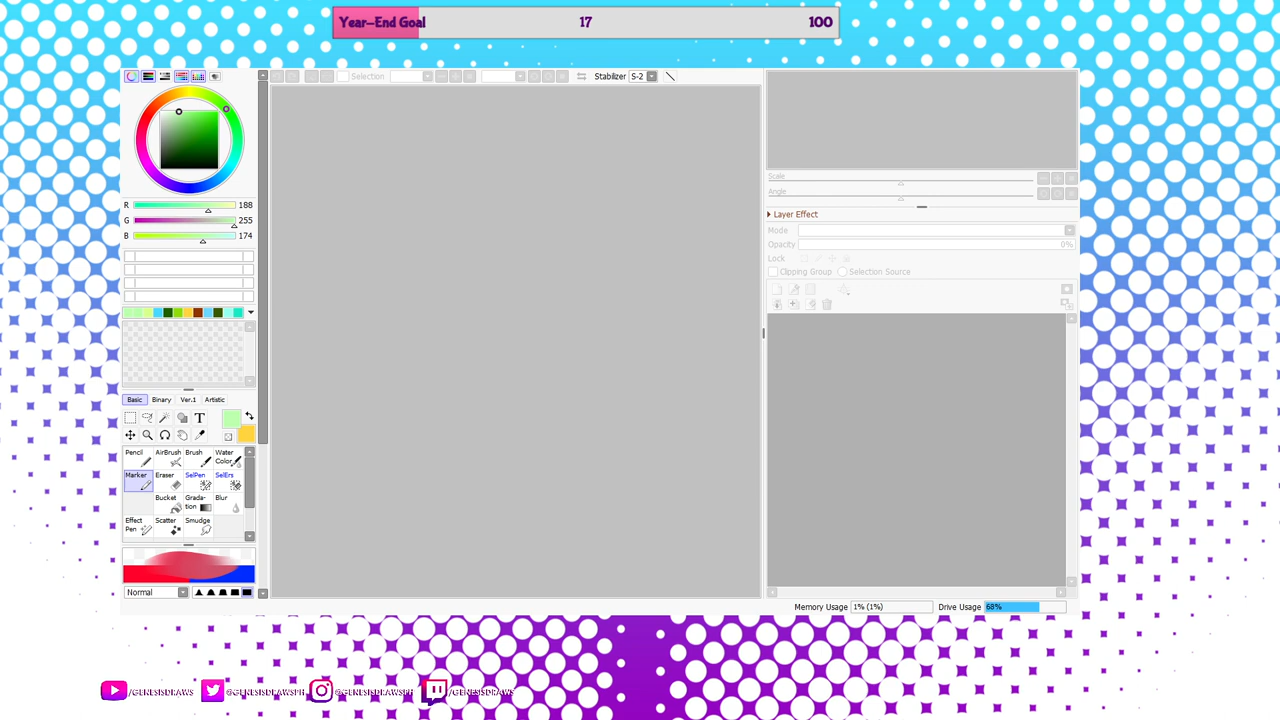 Year-End Goal 17 100
Selection Stabilizer S-2
R 188
G 255
B 174
Basic Binary Ver.1 Artistic
T
Pencil AirBrush Brush Water Color
Marker Eraser SelPen SelErs
Bucket Grada-tion Blur
Effect Pen Scatter Smudge
Normal
Scale
Angle
Layer Effect
Mode
Opacity 0%
Lock
Clipping Group Selection Source
Memory Usage 1% (1%) Drive Usage 68%
/GENESISDRAWS @GENESISDRAWSPH @GENESISDRAWSPH /GENESISDRAWS